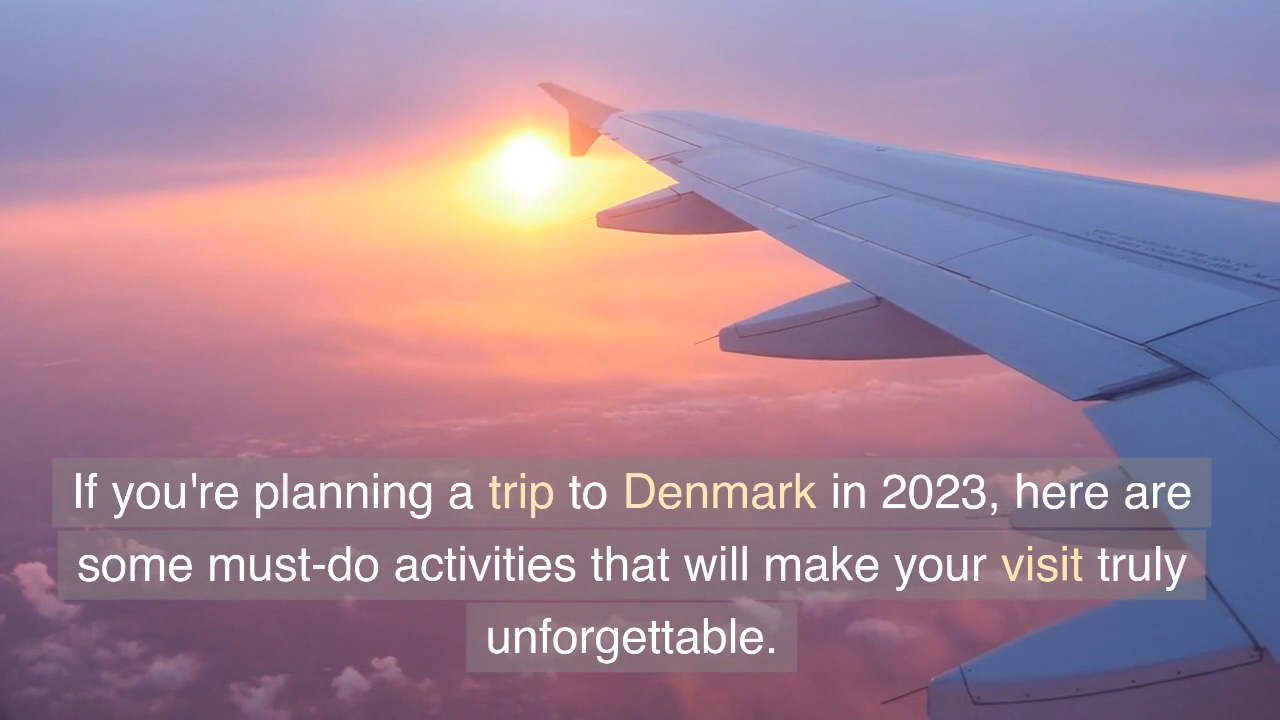 If you're planning a trip to Denmark in 2023, here are
some must-do activities that will make your visit truly
unforgettable.